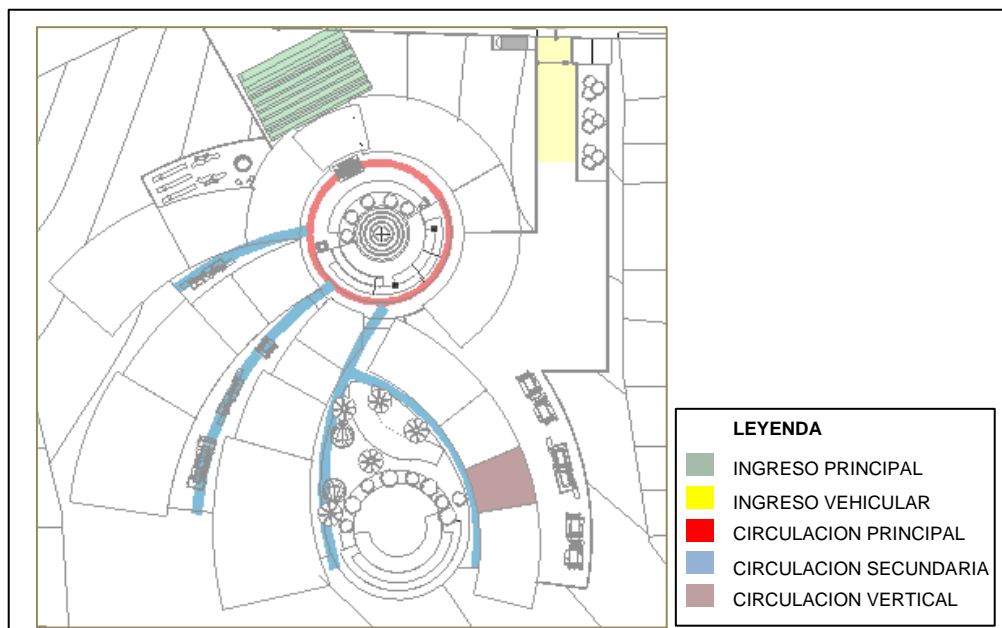 LEYENDA
INGRESO PRINCIPAL
INGRESO VEHICULAR
CIRCULACION PRINCIPAL
CIRCULACION SECUNDARIA
CIRCULACION VERTICAL